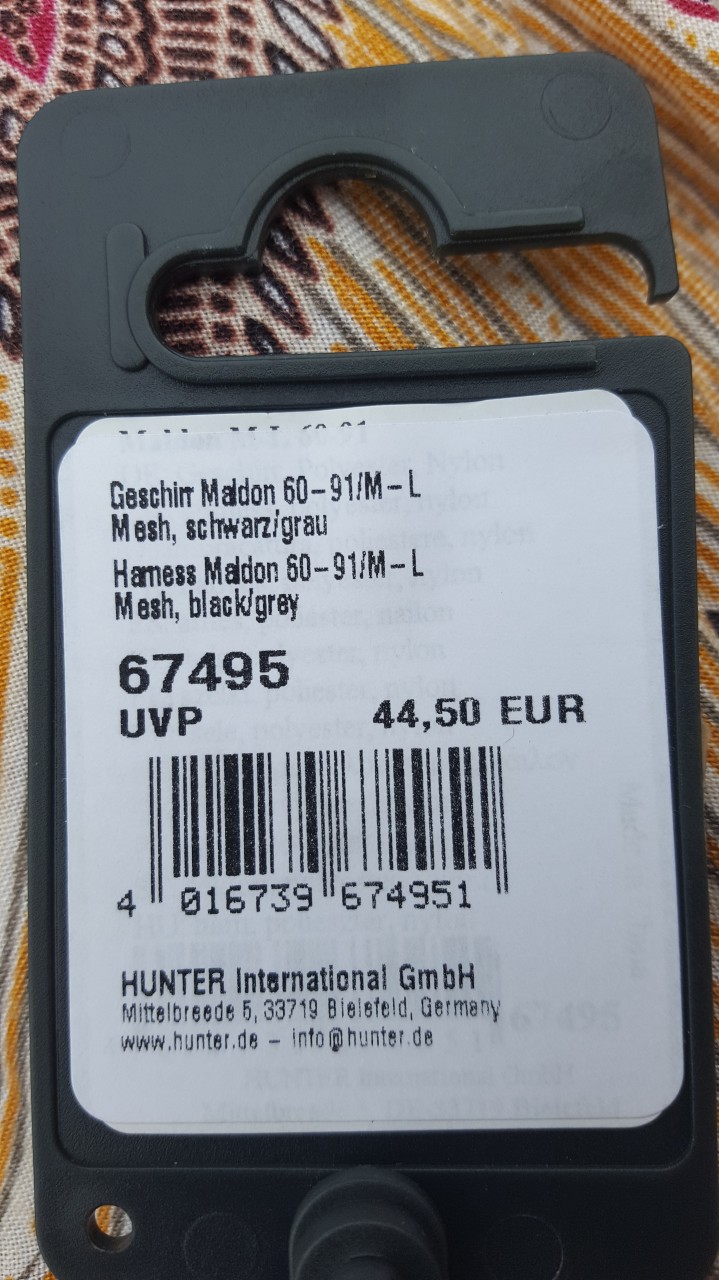 Geschirr Maldon 60-91/M-L
Mesh, schwarz/grau
Harness Maldon 60-91/M-L
Mesh, black/grey
67495
UVP 44,50 EUR
4 016739 674951
HUNTER International GmbH
Mittelbreede 5, 33719 Bielefeld, Germany
www.hunter.de – info@hunter.de